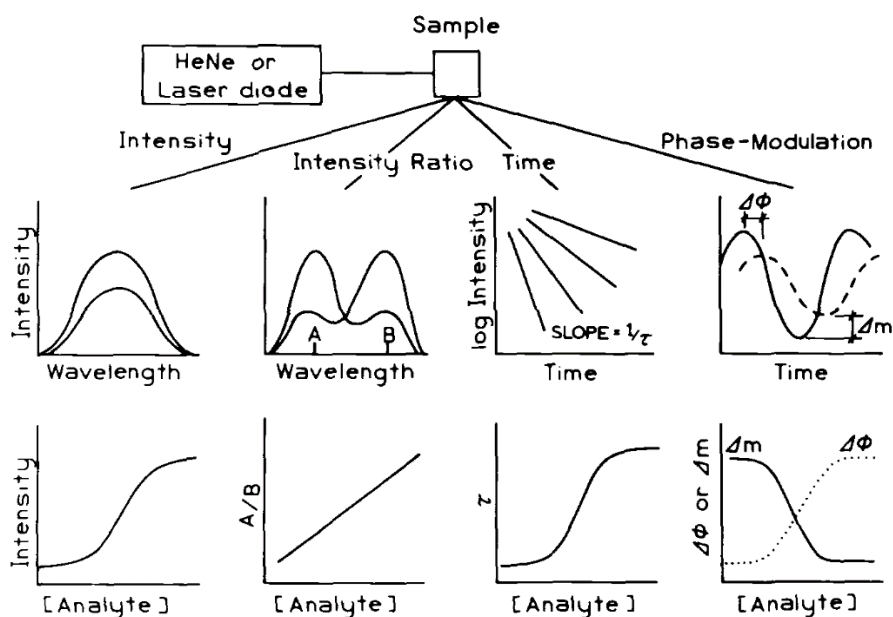 Sample
HeNe or
Laser diode
Intensity
Intensity Ratio
Time
Phase-Modulation
Intensity
Wavelength
Intensity
A
B
Wavelength
log Intensity
SLOPE = 1/τ
Time
ΔΦ
Δm
Time
Intensity
[Analyte]
A/B
[Analyte]
τ
[Analyte]
ΔΦ or Δm
Δm
ΔΦ
[Analyte]